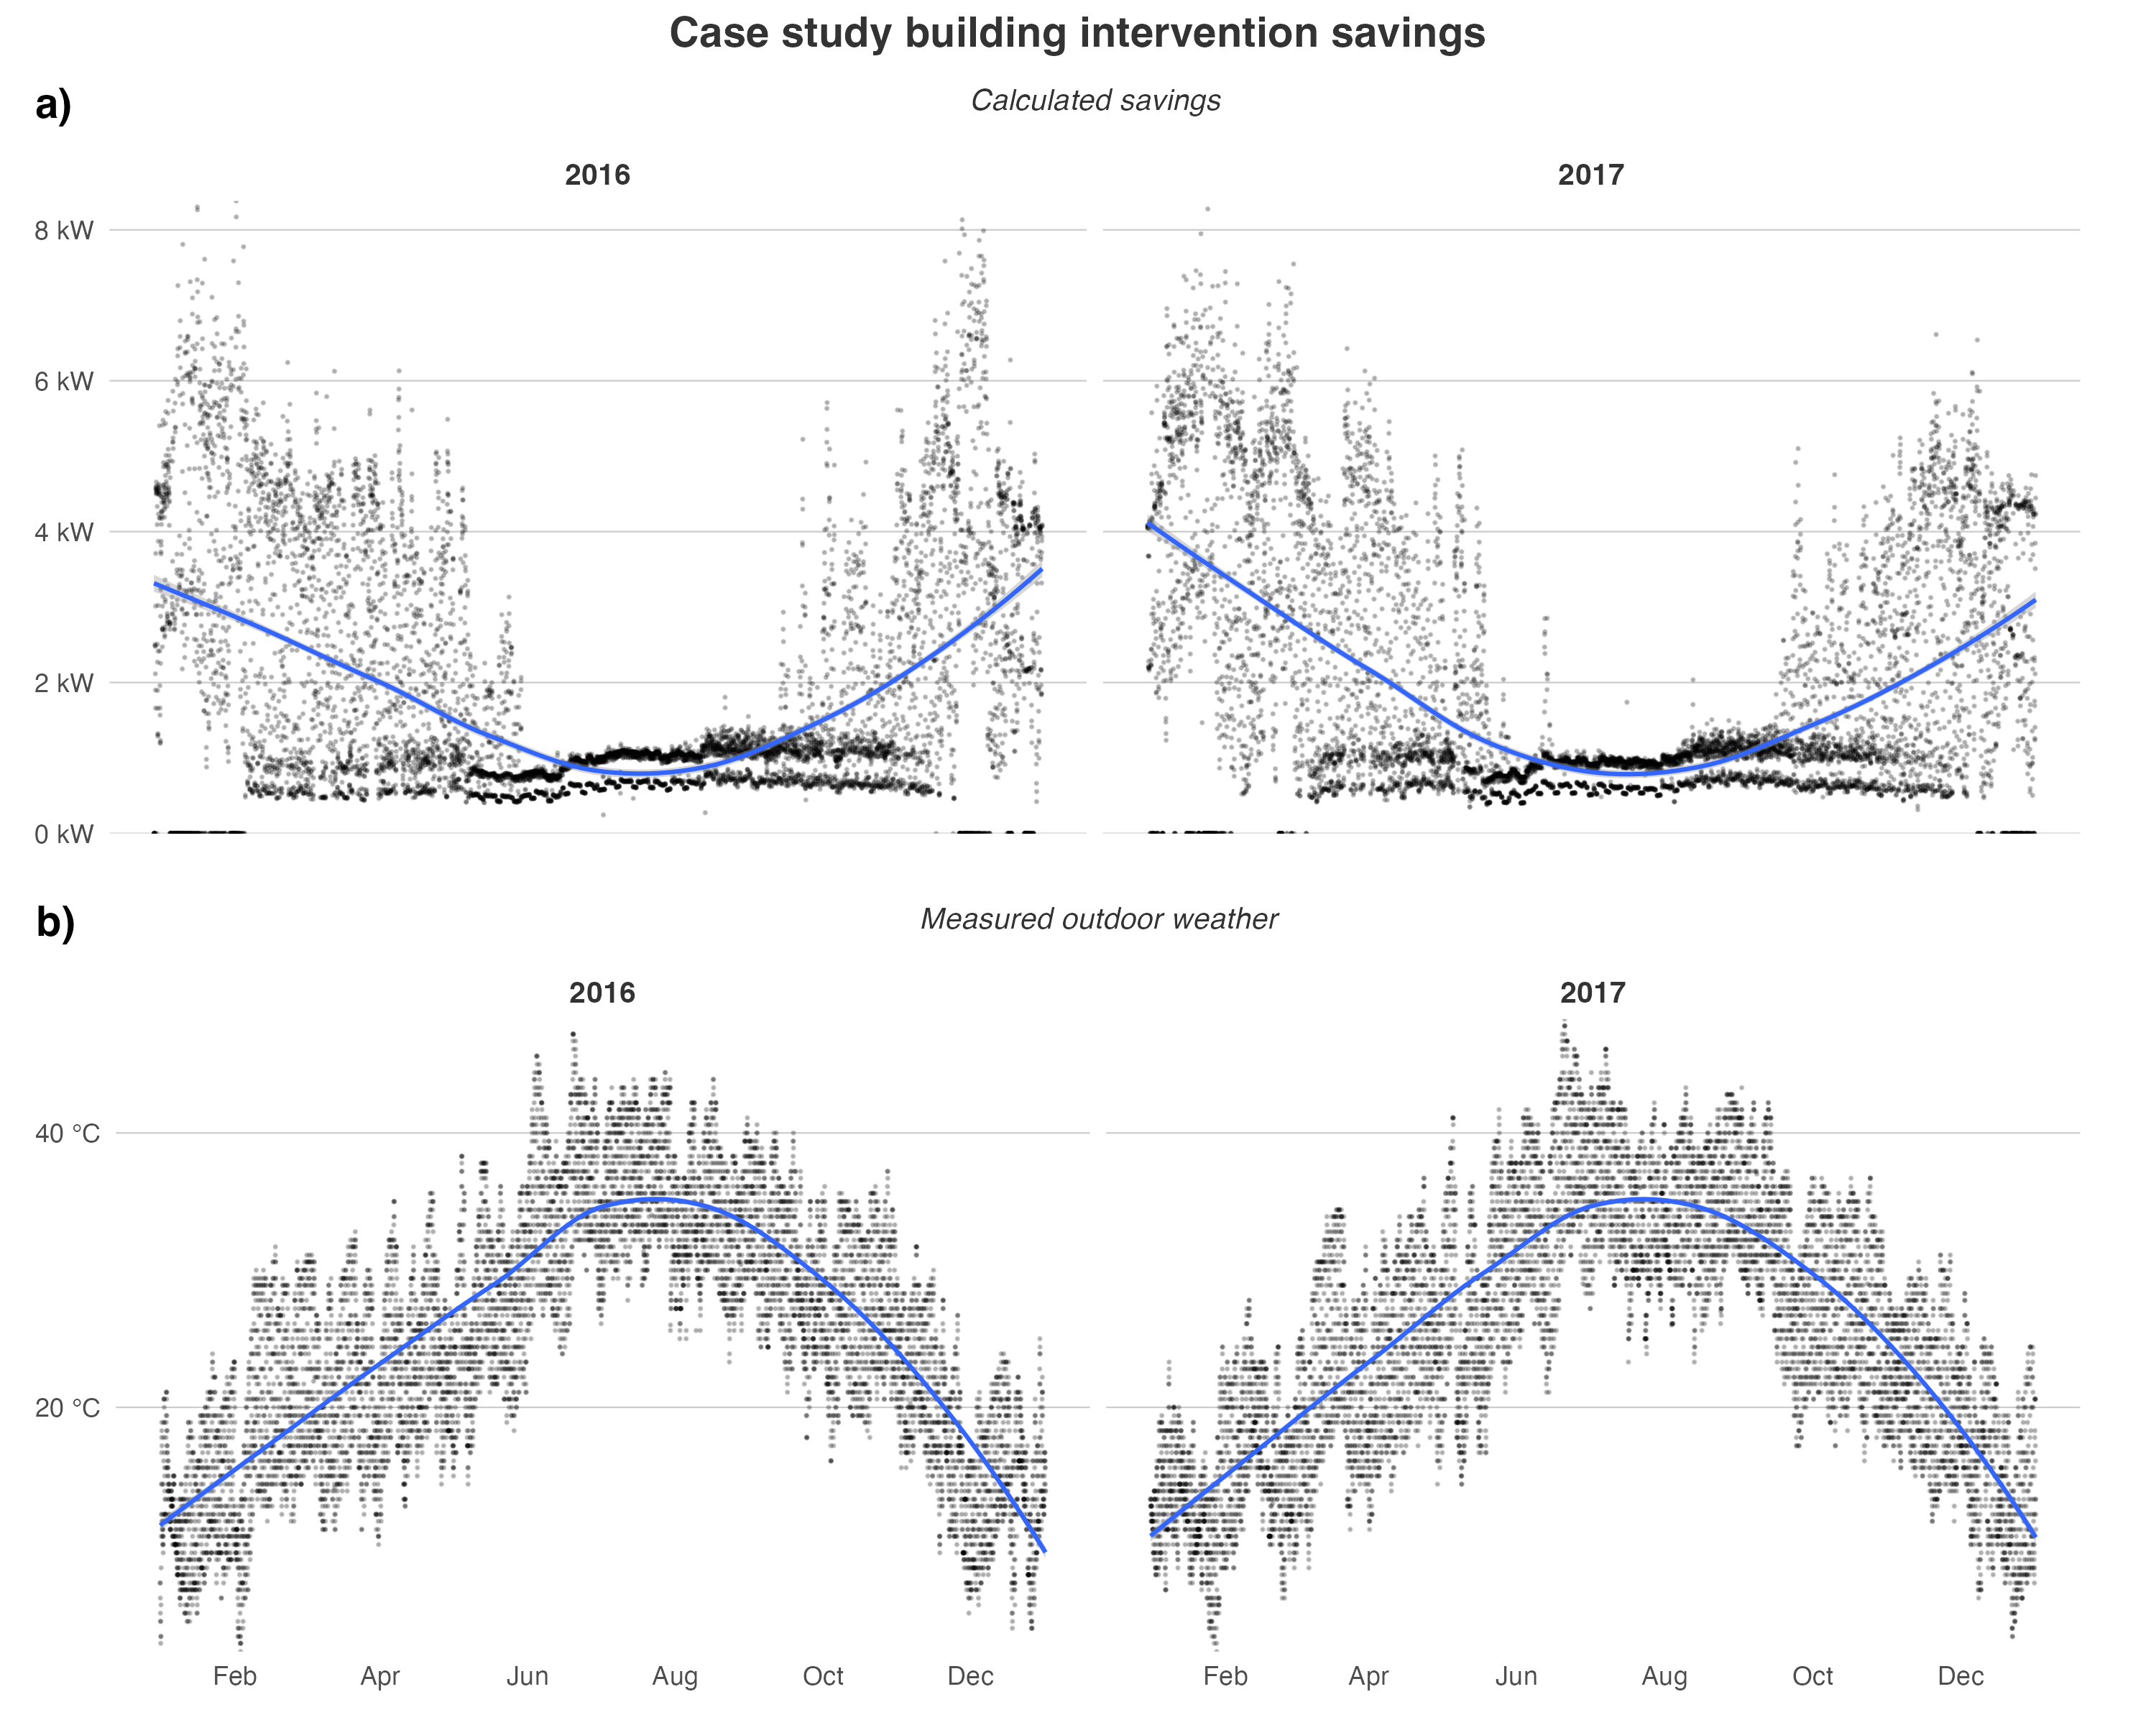 Case study building intervention savings
a)
Calculated savings
2016 2017
8 kW
6 kW
4 kW
2 kW
0 kW
b)
Measured outdoor weather
2016 2017
40 °C
20 °C
Feb Apr Jun Aug Oct Dec Feb Apr Jun Aug Oct Dec